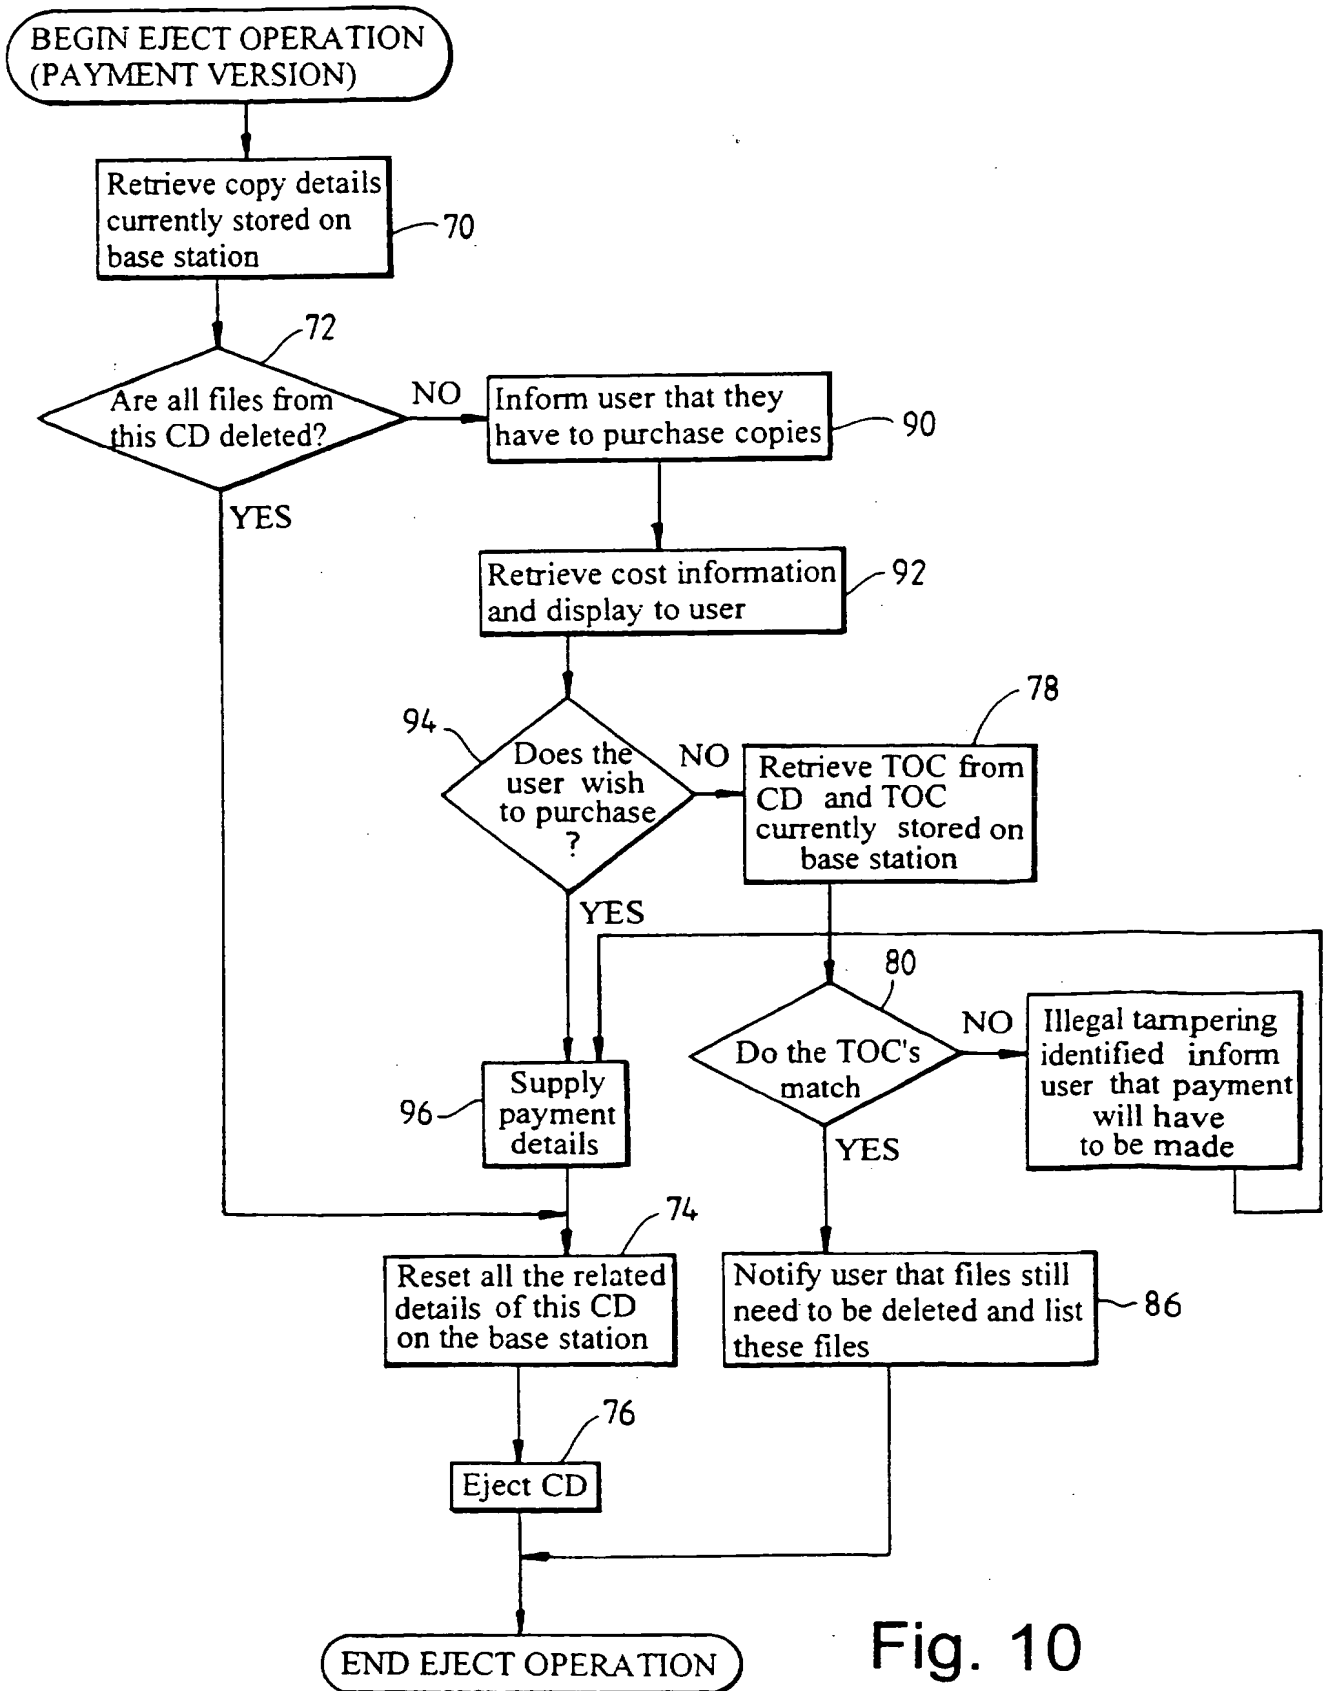 BEGIN EJECT OPERATION
(PAYMENT VERSION)
Retrieve copy details
currently stored on
base station
70
72
Are all files from
this CD deleted?
NO
YES
Inform user that they
have to purchase copies
90
Retrieve cost information
and display to user
92
94
Does the
user wish
to purchase
?
NO
YES
78
Retrieve TOC from
CD and TOC
currently stored on
base station
80
Do the TOC's
match
NO
YES
Illegal tampering
identified inform
user that payment
will have
to be made
96
Supply
payment
details
74
Reset all the related
details of this CD
on the base station
Notify user that files still
need to be deleted and list
these files
86
76
Eject CD
END EJECT OPERATION
Fig. 10